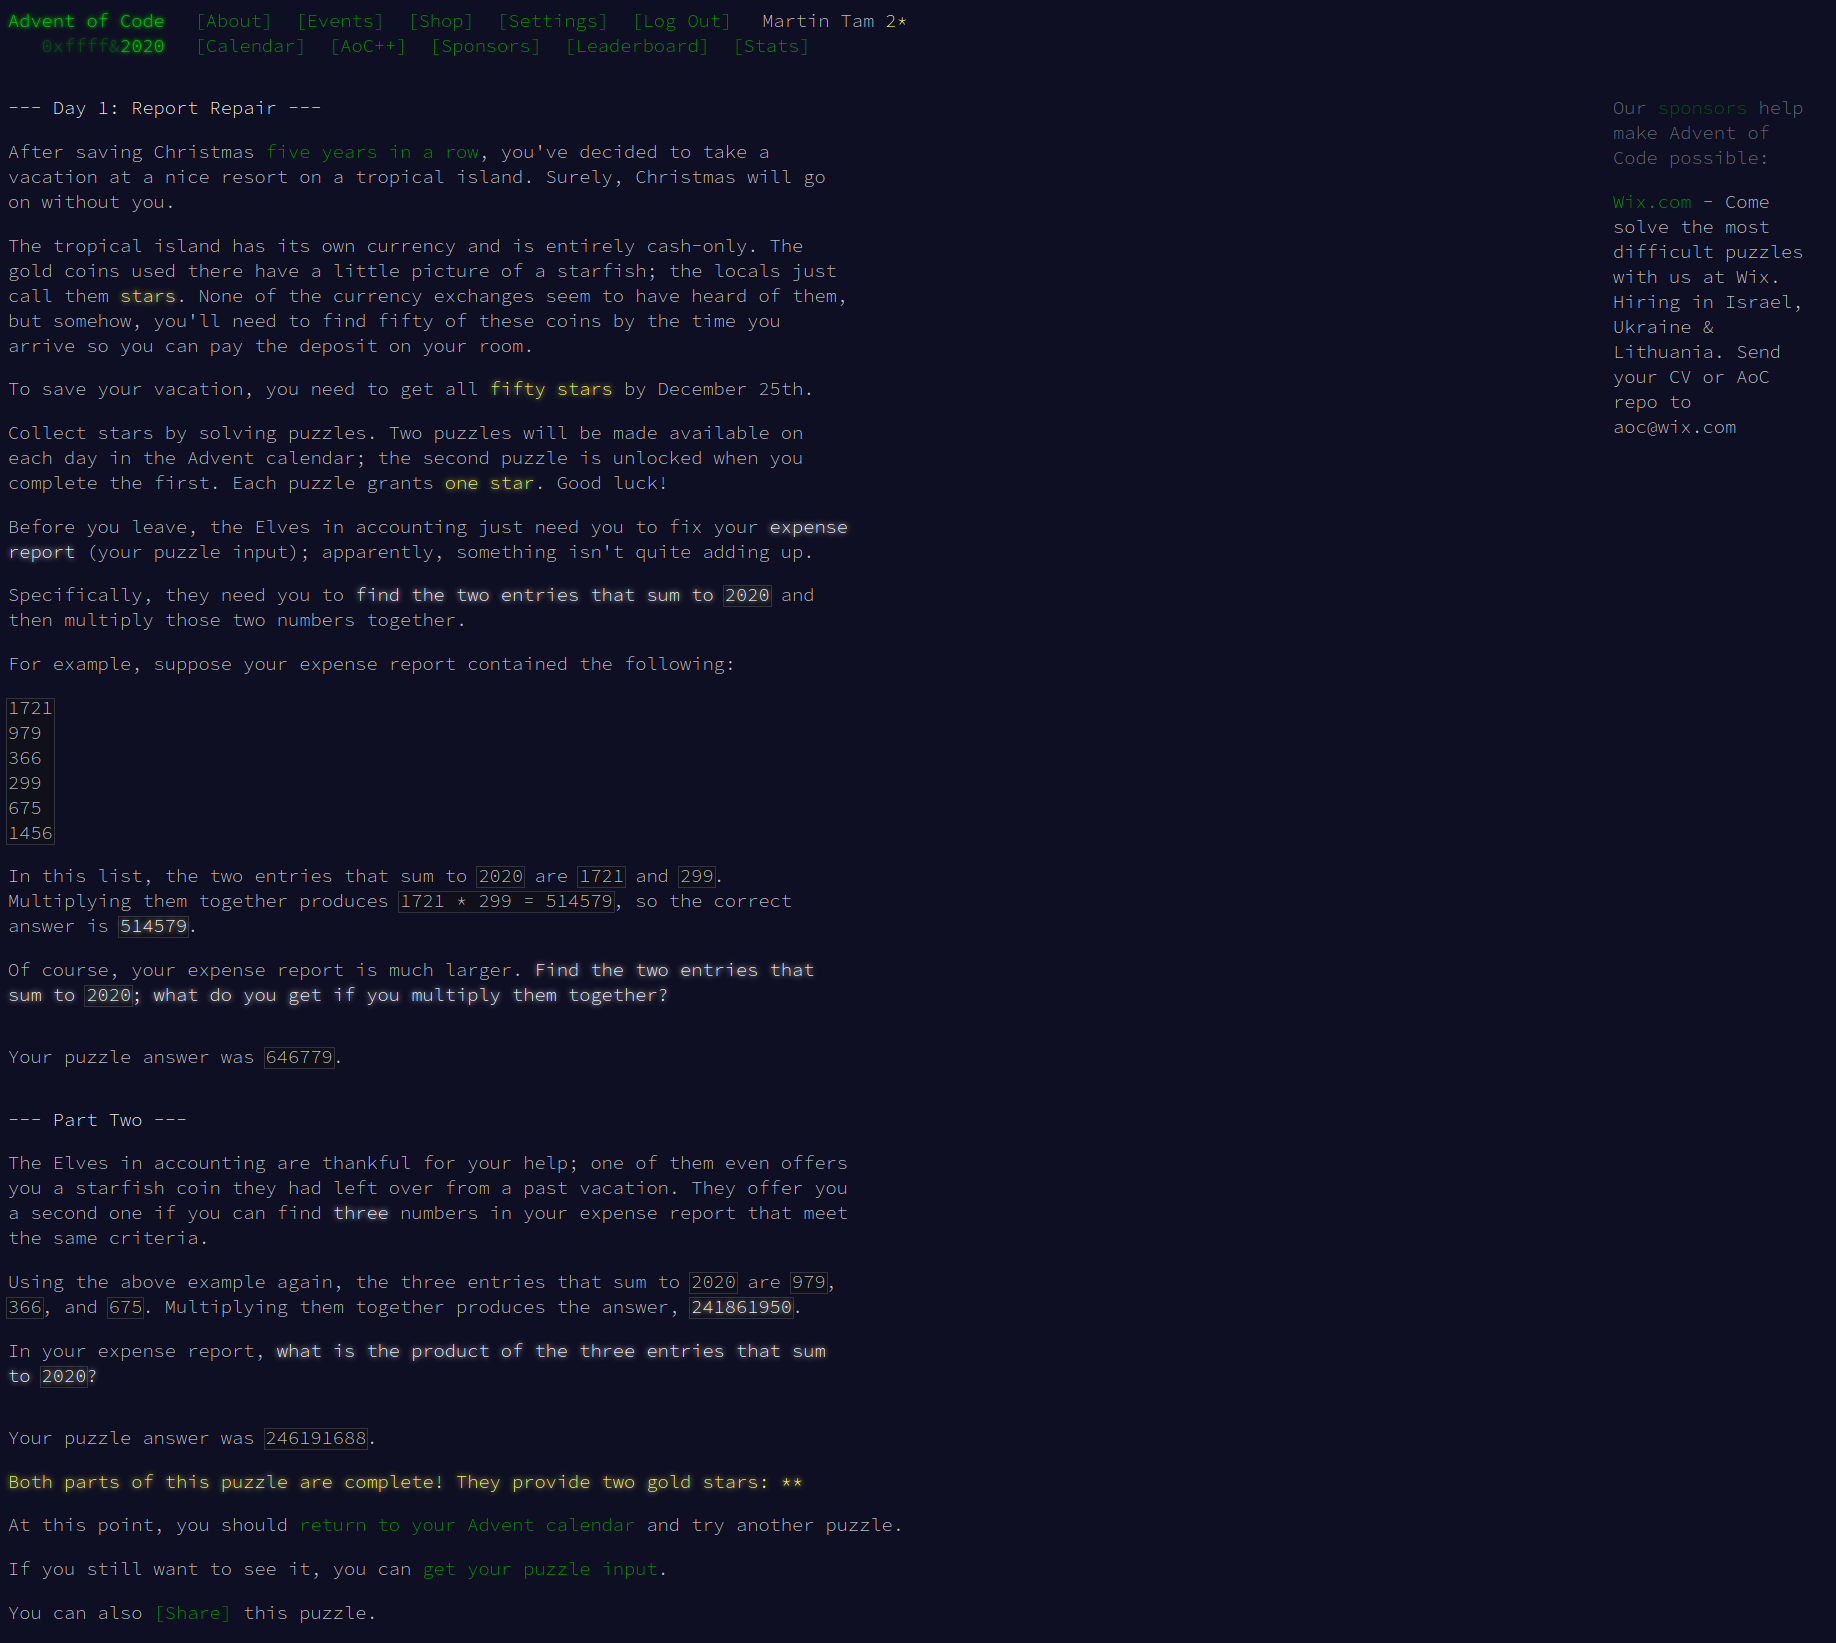 Advent of Code [About] [Events] [Shop] [Settings] [Log Out] Martin Tam 2*
0xffff&2020 [Calendar] [AoC++] [Sponsors] [Leaderboard] [Stats]
--- Day 1: Report Repair ---
After saving Christmas five years in a row, you've decided to take a
vacation at a nice resort on a tropical island. Surely, Christmas will go
on without you.
The tropical island has its own currency and is entirely cash-only. The
gold coins used there have a little picture of a starfish; the locals just
call them stars. None of the currency exchanges seem to have heard of them,
but somehow, you'll need to find fifty of these coins by the time you
arrive so you can pay the deposit on your room.
To save your vacation, you need to get all fifty stars by December 25th.
Collect stars by solving puzzles. Two puzzles will be made available on
each day in the Advent calendar; the second puzzle is unlocked when you
complete the first. Each puzzle grants one star. Good luck!
Before you leave, the Elves in accounting just need you to fix your expense
report (your puzzle input); apparently, something isn't quite adding up.
Specifically, they need you to find the two entries that sum to 2020 and
then multiply those two numbers together.
For example, suppose your expense report contained the following:
1721
979
366
299
675
1456
In this list, the two entries that sum to 2020 are 1721 and 299.
Multiplying them together produces 1721 * 299 = 514579, so the correct
answer is 514579.
Of course, your expense report is much larger. Find the two entries that
sum to 2020; what do you get if you multiply them together?
Your puzzle answer was 646779.
--- Part Two ---
The Elves in accounting are thankful for your help; one of them even offers
you a starfish coin they had left over from a past vacation. They offer you
a second one if you can find three numbers in your expense report that meet
the same criteria.
Using the above example again, the three entries that sum to 2020 are 979,
366, and 675. Multiplying them together produces the answer, 241861950.
In your expense report, what is the product of the three entries that sum
to 2020?
Your puzzle answer was 246191688.
Both parts of this puzzle are complete! They provide two gold stars: **
At this point, you should return to your Advent calendar and try another puzzle.
If you still want to see it, you can get your puzzle input.
You can also [Share] this puzzle.
Our sponsors help
make Advent of
Code possible:
Wix.com - Come
solve the most
difficult puzzles
with us at Wix.
Hiring in Israel,
Ukraine &
Lithuania. Send
your CV or AoC
repo to
aoc@wix.com